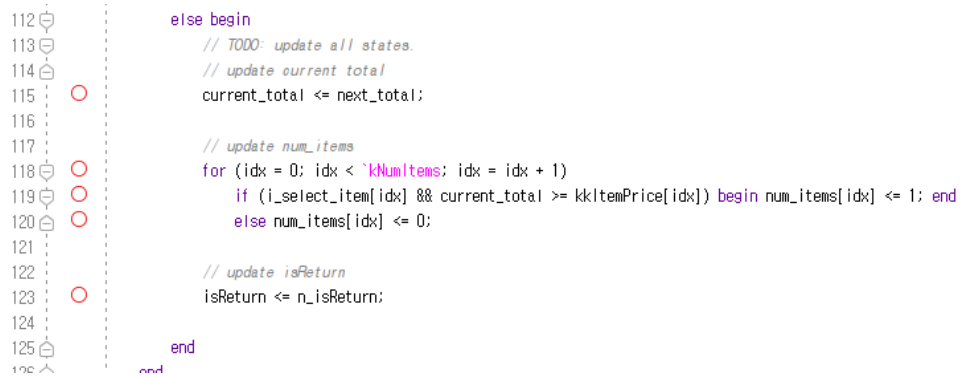 112 else begin
113 // TODO: update all states.
114 // update current total
115 current_total <= next_total;
116
117 // update num_items
118 for (idx = 0; idx < `kNumItems; idx = idx + 1)
119 if (i_select_item[idx] && current_total >= kkItemPrice[idx]) begin num_items[idx] <= 1; end
120 else num_items[idx] <= 0;
121
122 // update isReturn
123 isReturn <= n_isReturn;
124
125 end
126 end